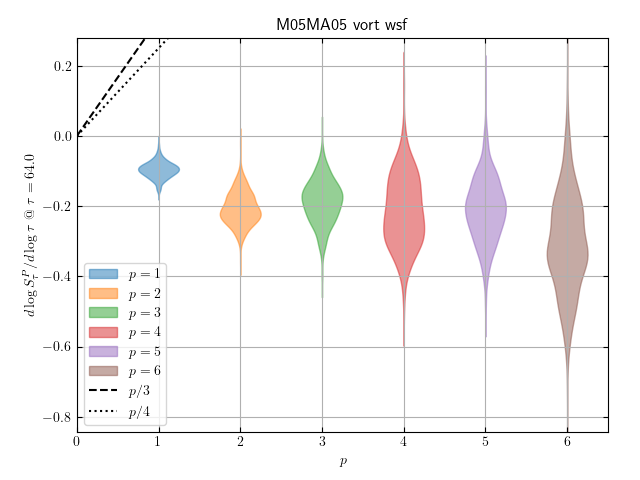 M05MA05 vort wsf
d log S_τ^P / d log τ @ τ = 64.0
0.2
0.0
−0.2
−0.4
−0.6
−0.8
p = 1
p = 2
p = 3
p = 4
p = 5
p = 6
p/3
p/4
0 1 2 3 4 5 6
p